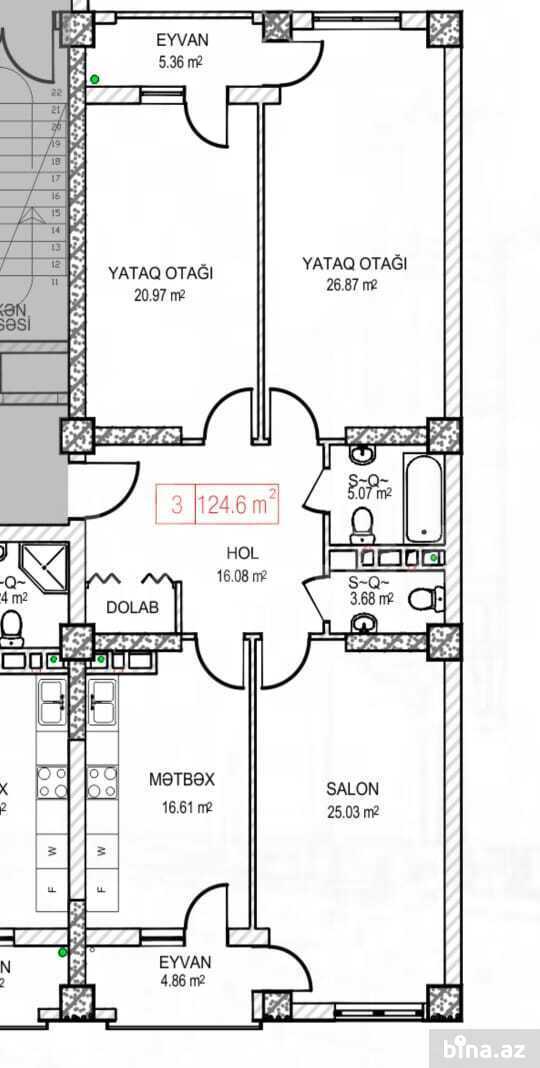 EYVAN
5.36 m²
22
21
20
19
18
17
16
15
14
13
12
11
YATAQ OTAĞI
20.97 m²
YATAQ OTAĞI
26.87 m²
KƏN
ƏSİ
3 124.6 m²
S~Q~
5.07 m²
HOL
16.08 m²
S~Q~
3.68 m²
~Q~
24 m²
DOLAB
MƏTBƏX
16.61 m²
SALON
25.03 m²
X
W
W
F
F
EYVAN
4.86 m²
N
bina.az